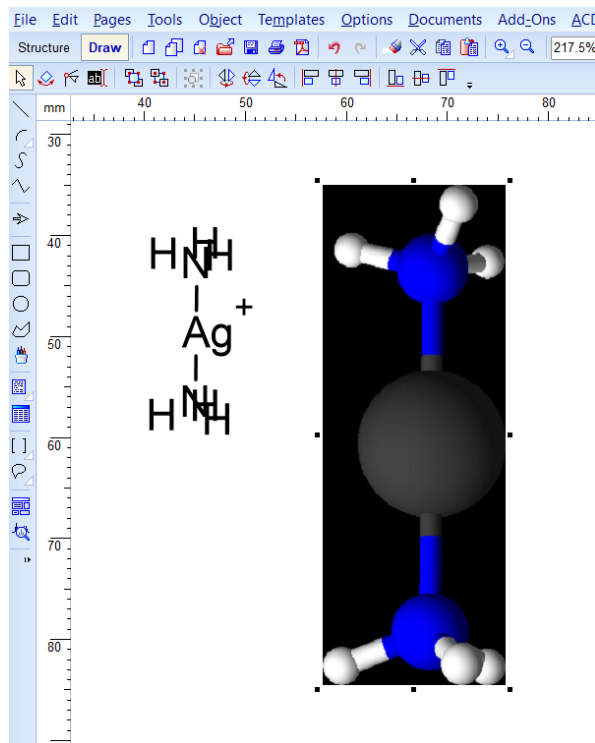 File Edit Pages Tools Object Templates Options Documents Add-Ons ACD
Structure Draw 217.5%
ab
mm 40 50 60 70 80
30
40
50
60
70
80
H H H
N
Ag +
H N H H